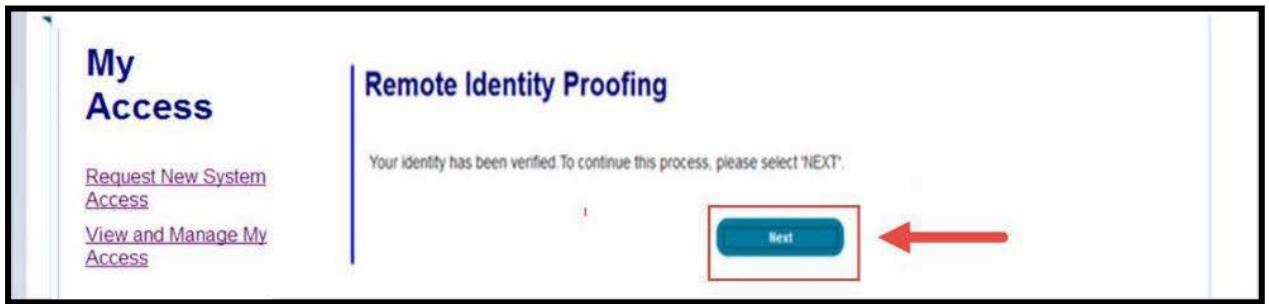 My
Access
Request New System
Access
View and Manage My
Access
Remote Identity Proofing
Your identity has been verified.To continue this process, please select 'NEXT'.
Next